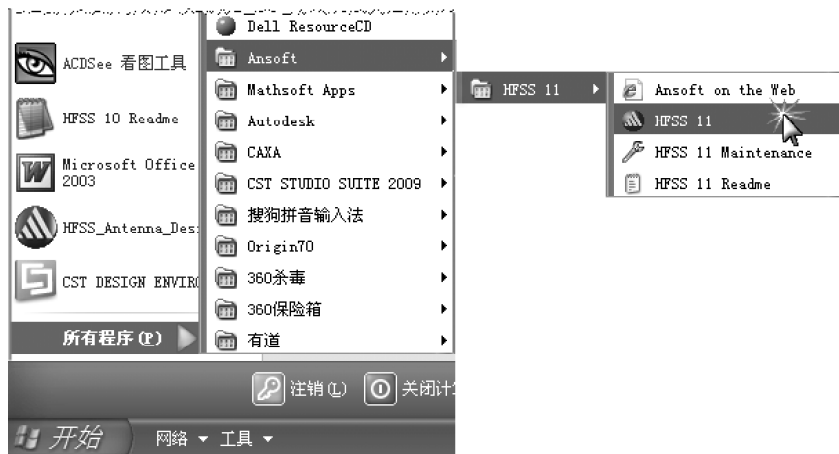 ACDSee 看图工具
HFSS 10 Readme
Microsoft Office
2003
HFSS_Antenna_Des
CST DESIGN ENVIR
所有程序(P)
Dell ResourceCD
Ansoft
Mathsoft Apps
Autodesk
CAXA
CST STUDIO SUITE 2009
搜狗拼音输入法
Origin70
360杀毒
360保险箱
有道
HFSS 11
Ansoft on the Web
HFSS 11
HFSS 11 Maintenance
HFSS 11 Readme
注销(L)
关闭计
开始
网络
工具